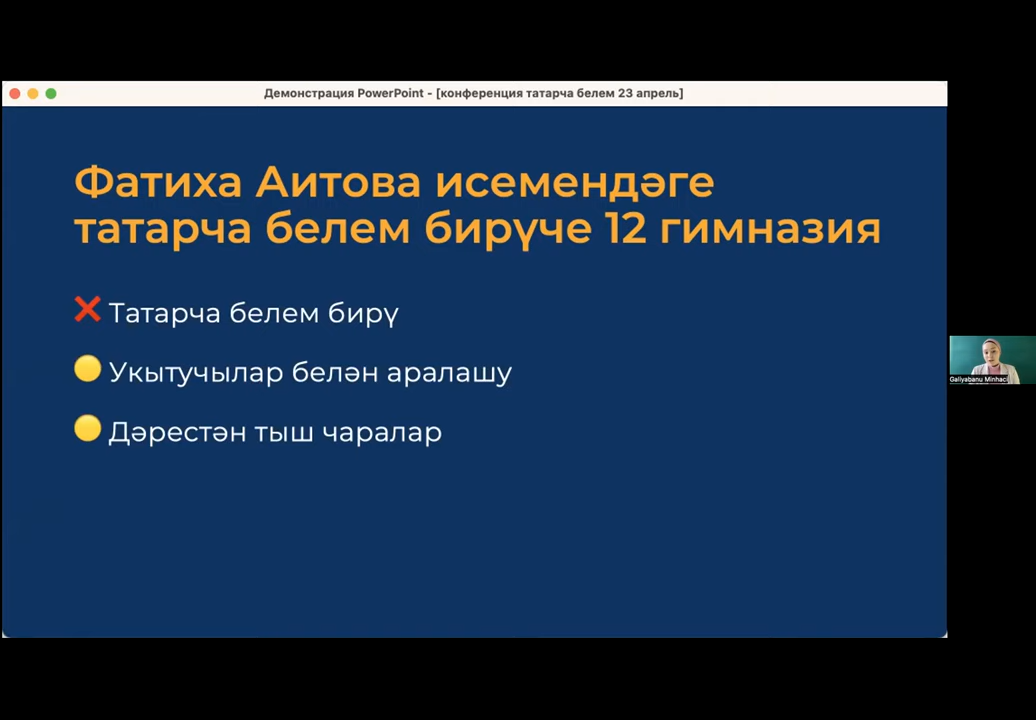 Демонстрация PowerPoint - [конференция татарча белем 23 апрель]
Фатиха Аитова исемендәге
татарча белем бирүче 12 гимназия
Татарча белем бирү
Укытучылар белән аралашу
Дәрестән тыш чаралар
Galiyabanu Minhaci